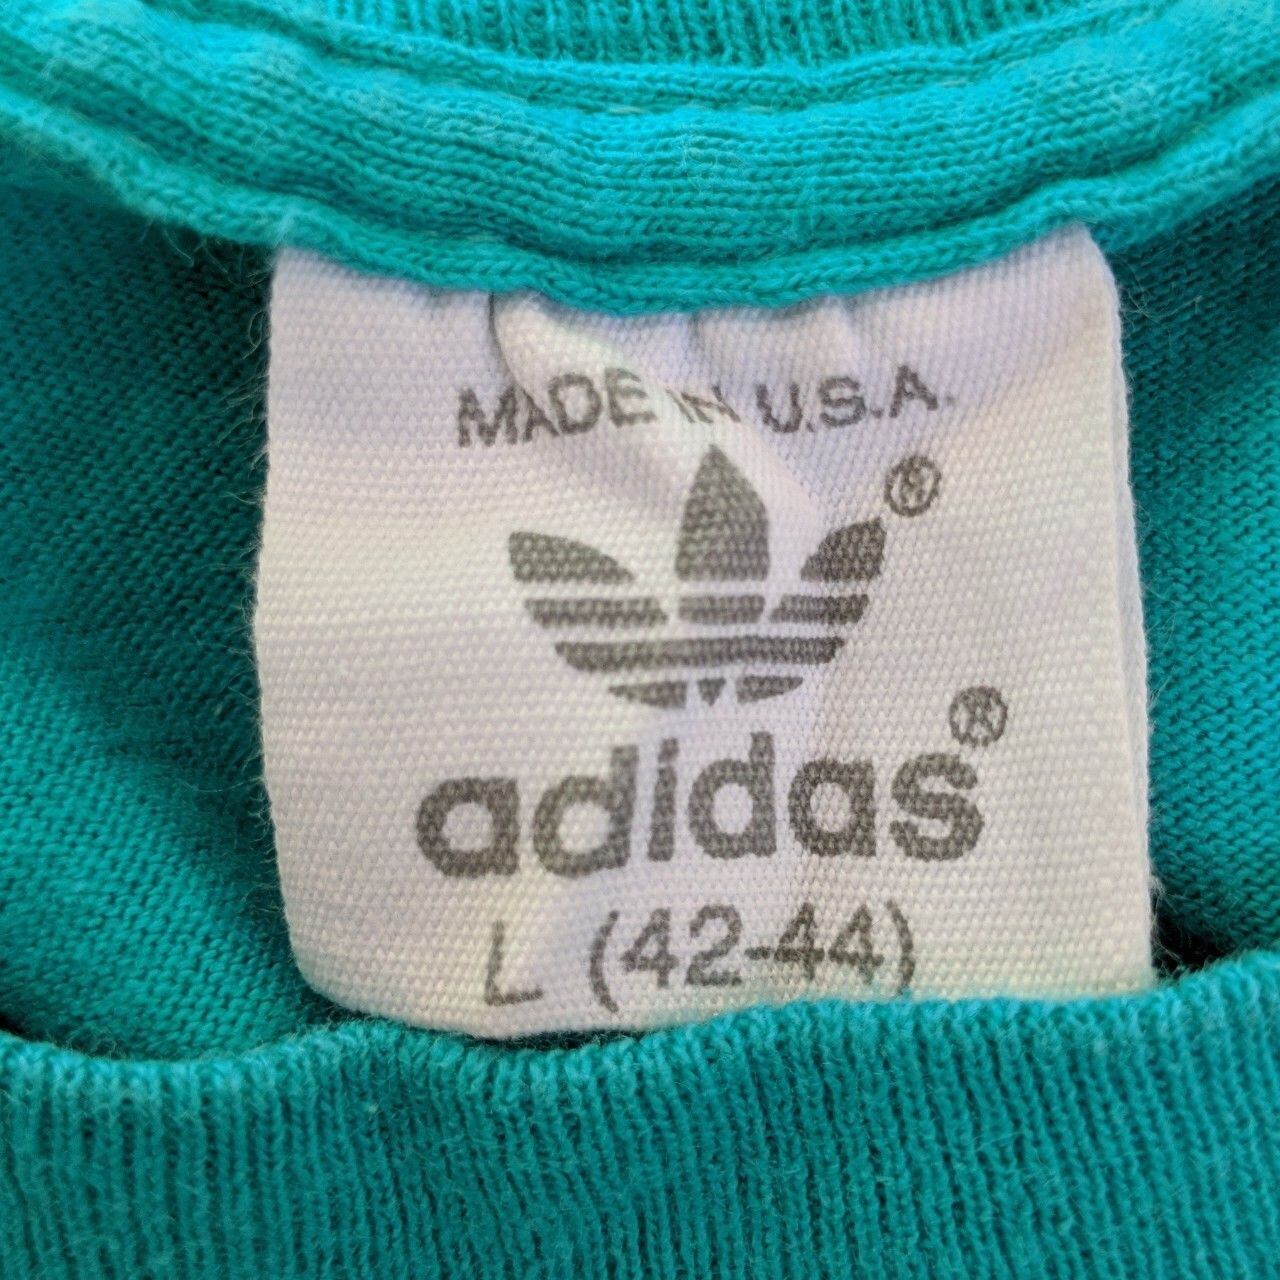 MADE IN U.S.A.
®
adidas®
L (42-44)